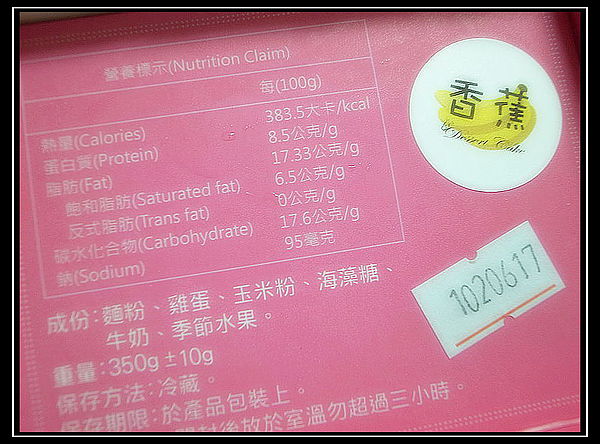 營養標示(Nutrition Claim)
每(100g)
熱量(Calories) 383.5大卡/kcal
蛋白質(Protein) 8.5公克/g
脂肪(Fat) 17.33公克/g
飽和脂肪(Saturated fat) 6.5公克/g
反式脂肪(Trans fat) 0公克/g
碳水化合物(Carbohydrate) 17.6公克/g
鈉(Sodium) 95毫克
成份:麵粉、雞蛋、玉米粉、海藻糖、
牛奶、季節水果。
重量:350g±10g
保存方法:冷藏。
保存期限:於產品包裝上。
開封後放於室溫勿超過三小時。
香蕉
Dessert Cake
1020617